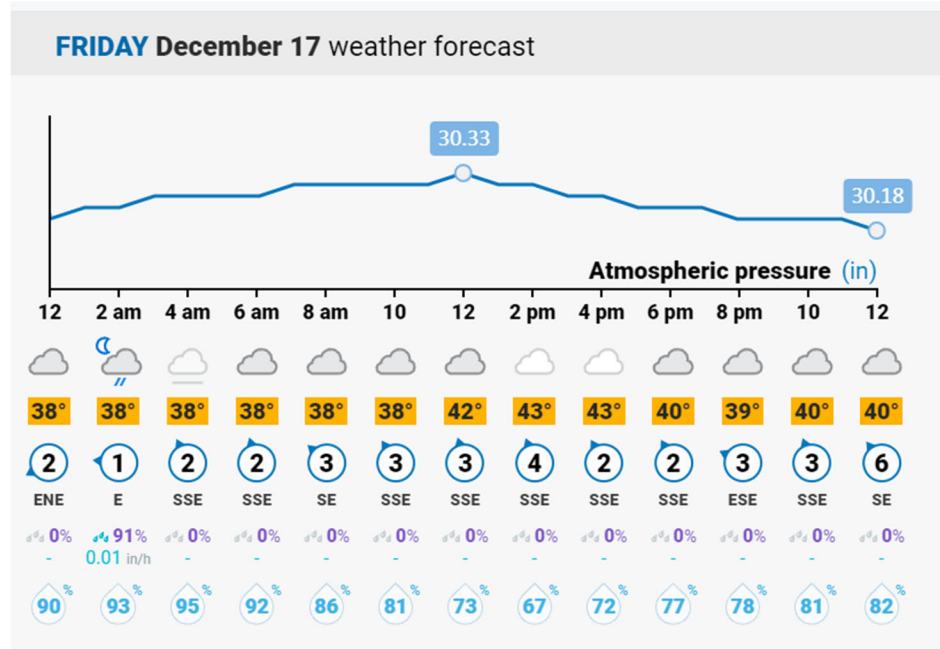 FRIDAY December 17 weather forecast
30.33
30.18
Atmospheric pressure (in)
12 2 am 4 am 6 am 8 am 10 12 2 pm 4 pm 6 pm 8 pm 10 12
38° 38° 38° 38° 38° 38° 42° 43° 43° 40° 39° 40° 40°
2 1 2 2 3 3 3 4 2 2 3 3 6
ENE E SSE SSE SE SSE SSE SSE SSE SSE ESE SSE SE
0% 91% 0% 0% 0% 0% 0% 0% 0% 0% 0% 0% 0%
- 0.01 in/h - - - - - - - - - - -
90% 93% 95% 92% 86% 81% 73% 67% 72% 77% 78% 81% 82%